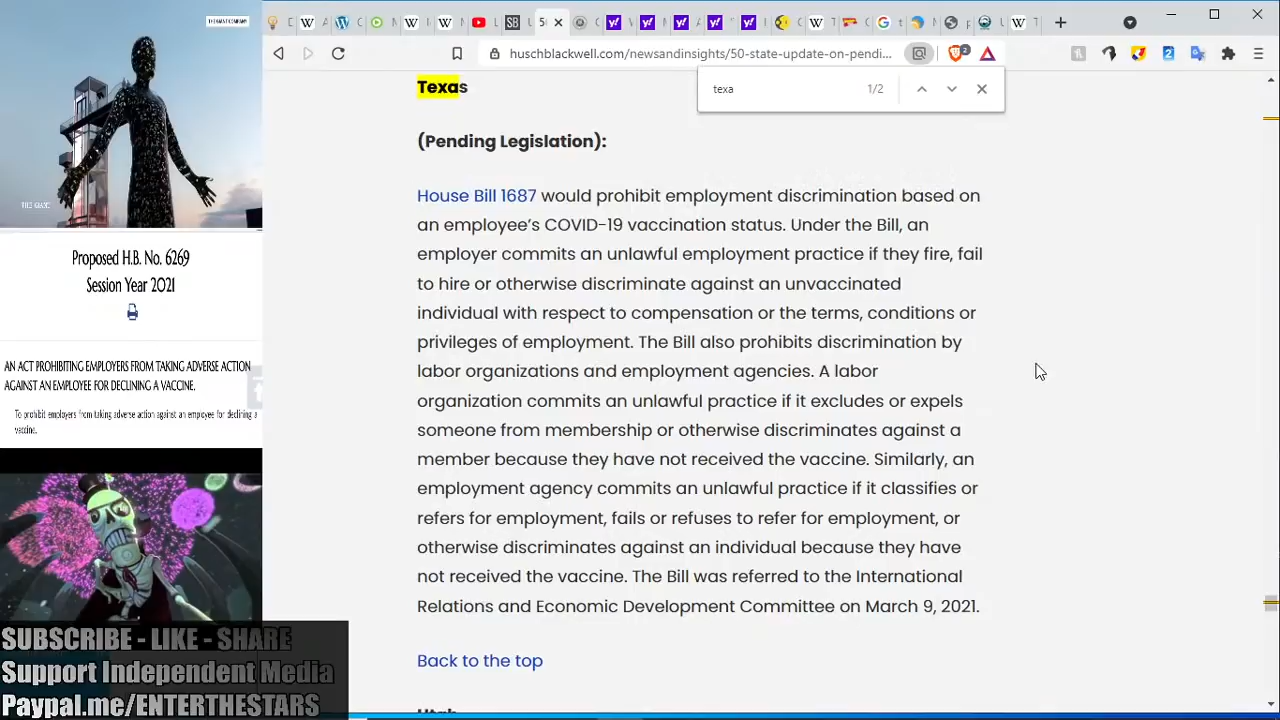 THE GIANT COMPANY
THE GIANT
Proposed H.B. No. 6269
Session Year 2021
AN ACT PROHIBITING EMPLOYERS FROM TAKING ADVERSE ACTION
AGAINST AN EMPLOYEE FOR DECLINING A VACCINE.
To prohibit employers from taking adverse action against an employee for declining a
vaccine.
SUBSCRIBE - LIKE - SHARE
Support Independent Media
Paypal.me/ENTERTHESTARS
huschblackwell.com/newsandinsights/50-state-update-on-pendi...
texa
1/2
Texas
(Pending Legislation):
House Bill 1687 would prohibit employment discrimination based on
an employee's COVID-19 vaccination status. Under the Bill, an
employer commits an unlawful employment practice if they fire, fail
to hire or otherwise discriminate against an unvaccinated
individual with respect to compensation or the terms, conditions or
privileges of employment. The Bill also prohibits discrimination by
labor organizations and employment agencies. A labor
organization commits an unlawful practice if it excludes or expels
someone from membership or otherwise discriminates against a
member because they have not received the vaccine. Similarly, an
employment agency commits an unlawful practice if it classifies or
refers for employment, fails or refuses to refer for employment, or
otherwise discriminates against an individual because they have
not received the vaccine. The Bill was referred to the International
Relations and Economic Development Committee on March 9, 2021.
Back to the top
Utah